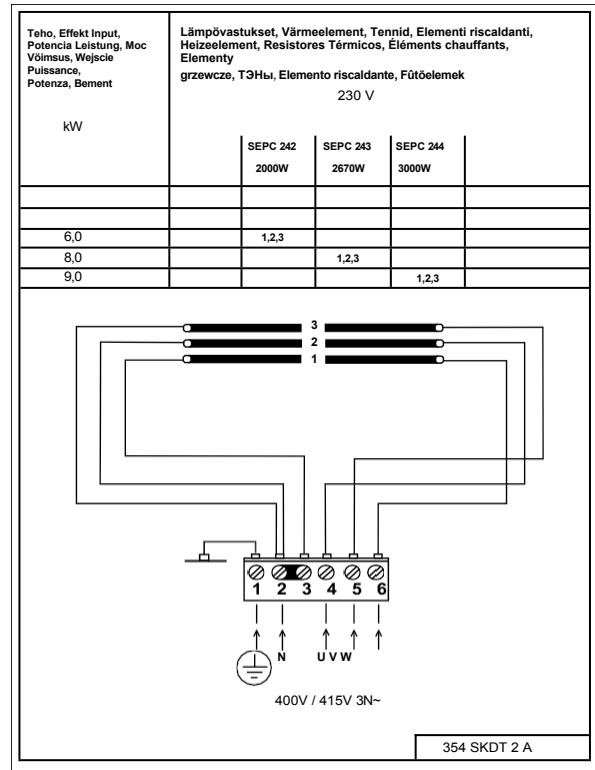 Teho, Effekt Input,
Potencia Leistung, Moc
Vöimsus, Wejscie
Puissance,
Potenza, Bement
kW
Lämpövastukset, Värmeelement, Tennid, Elementi riscaldanti,
Heizeelement, Resistores Térmicos, Éléments chauffants,
Elementy
grzewcze, ТЭНы, Elemento riscaldante, Fûtöelemek
230 V
SEPC 242 SEPC 243 SEPC 244
2000W 2670W 3000W
6,0 1,2,3
8,0 1,2,3
9,0 1,2,3
3
2
1
1 2 3 4 5 6
N U V W
400V / 415V 3N~
354 SKDT 2 A